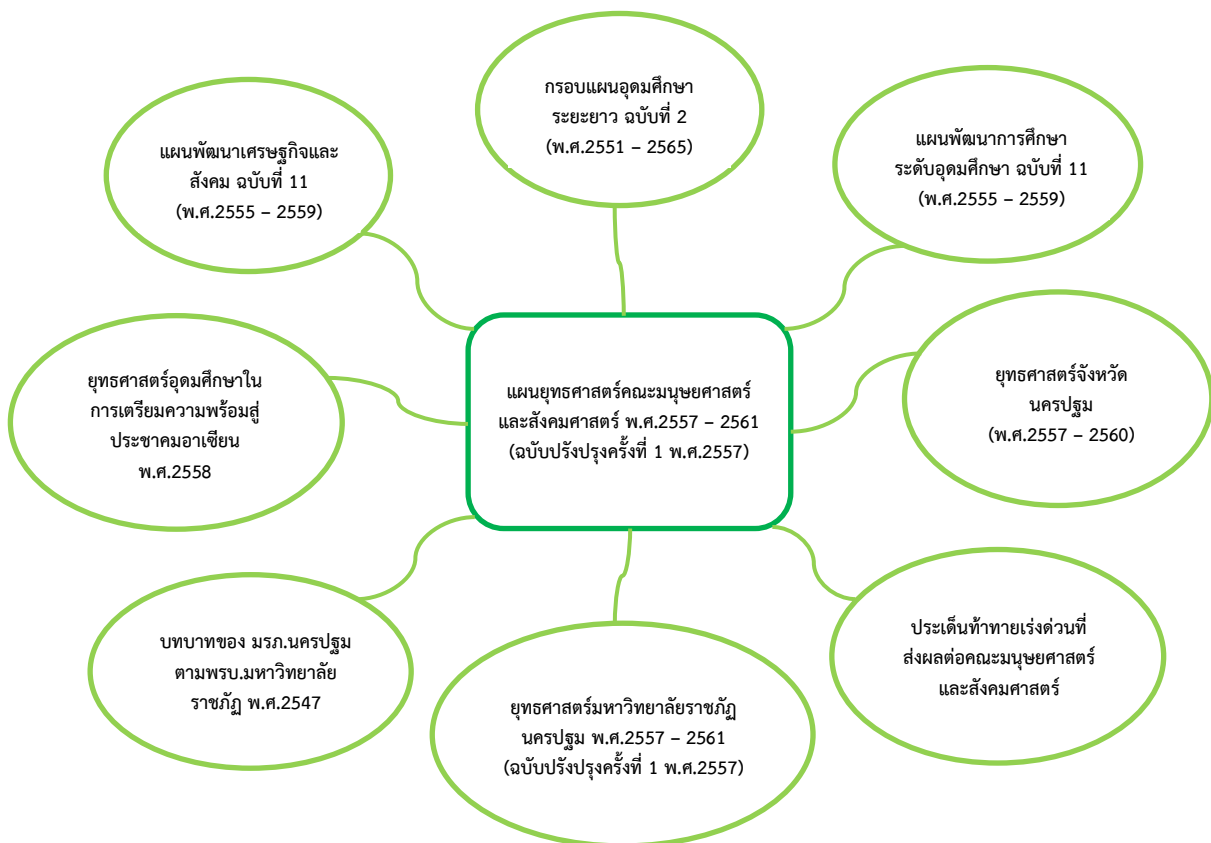 กรอบแผนอุดมศึกษา
ระยะยาว ฉบับที่ 2
(พ.ศ.2551 – 2565)
แผนพัฒนาเศรษฐกิจและ
สังคม ฉบับที่ 11
(พ.ศ.2555 – 2559)
แผนพัฒนาการศึกษา
ระดับอุดมศึกษา ฉบับที่ 11
(พ.ศ.2555 – 2559)
ยุทธศาสตร์อุดมศึกษาใน
การเตรียมความพร้อมสู่
ประชาคมอาเซียน
พ.ศ.2558
แผนยุทธศาสตร์คณะมนุษยศาสตร์
และสังคมศาสตร์ พ.ศ.2557 – 2561
(ฉบับปรังปรุงครั้งที่ 1 พ.ศ.2557)
ยุทธศาสตร์จังหวัด
นครปฐม
(พ.ศ.2557 – 2560)
บทบาทของ มรภ.นครปฐม
ตามพรบ.มหาวิทยาลัย
ราชภัฏ พ.ศ.2547
ยุทธศาสตร์มหาวิทยาลัยราชภัฏ
นครปฐม พ.ศ.2557 – 2561
(ฉบับปรังปรุงครั้งที่ 1 พ.ศ.2557)
ประเด็นท้าทายเร่งด่วนที่
ส่งผลต่อคณะมนุษยศาสตร์
และสังคมศาสตร์